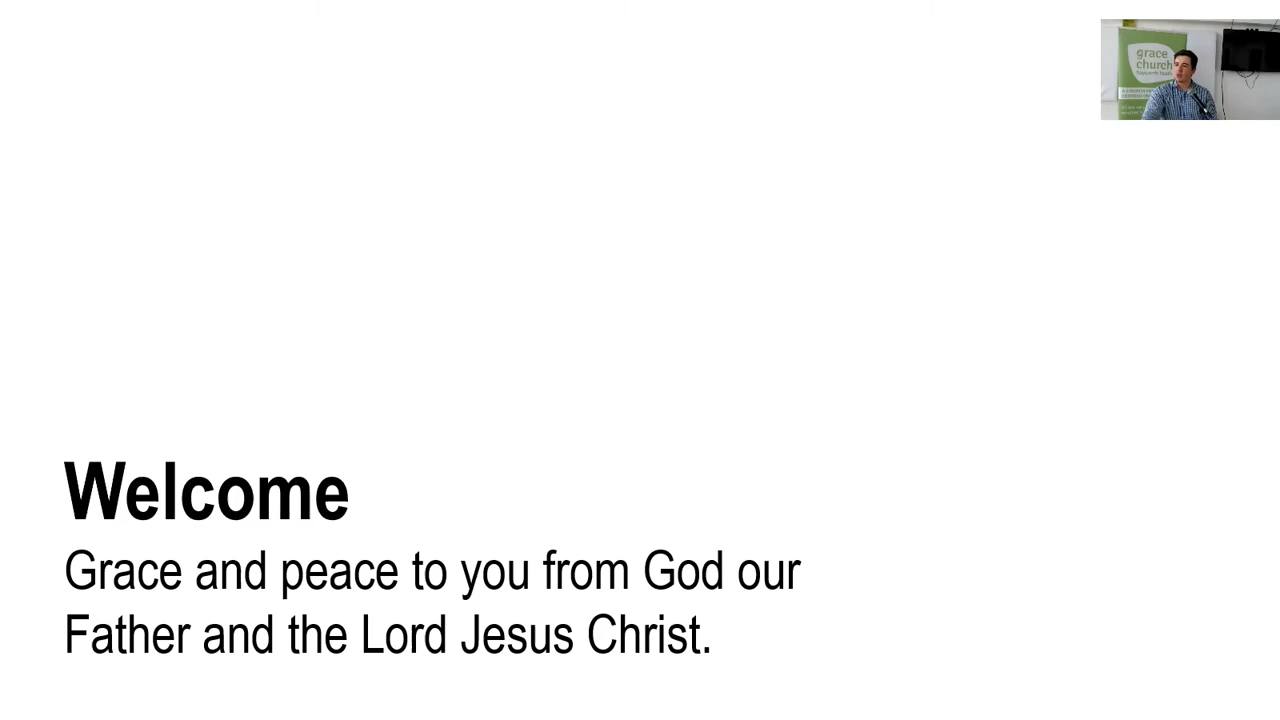 grace
church
Welcome
Grace and peace to you from God our
Father and the Lord Jesus Christ.